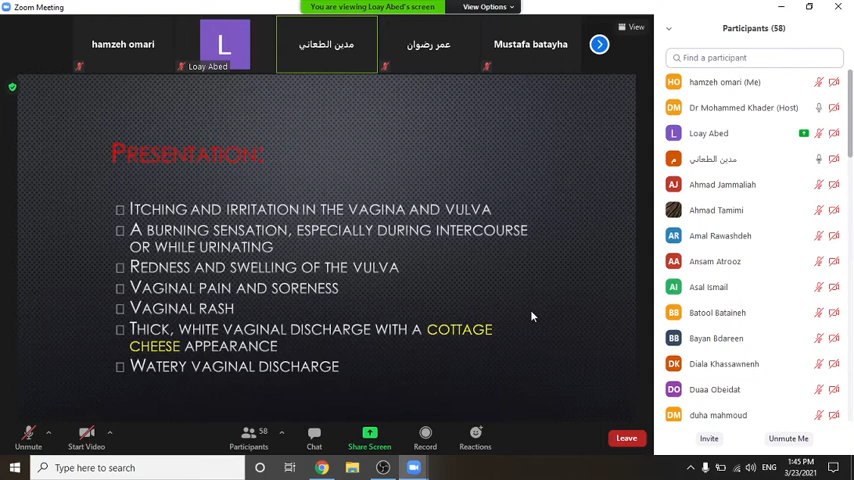 Zoom Meeting
You are viewing Loay Abed's screen
View Options
View
hamzeh omari
L
Loay Abed
مدين الطعاني
عمر رضوان
Mustafa batayha
PRESENTATION:
ITCHING AND IRRITATION IN THE VAGINA AND VULVA
A BURNING SENSATION, ESPECIALLY DURING INTERCOURSE
OR WHILE URINATING
REDNESS AND SWELLING OF THE VULVA
VAGINAL PAIN AND SORENESS
VAGINAL RASH
THICK, WHITE VAGINAL DISCHARGE WITH A COTTAGE
CHEESE APPEARANCE
WATERY VAGINAL DISCHARGE
Participants (58)
Find a participant
HO hamzeh omari (Me)
DM Dr Mohammed Khader (Host)
L Loay Abed
م مدين الطعاني
AJ Ahmad Jammaliah
Ahmad Tamimi
AR Amal Rawashdeh
AA Ansam Atrooz
AI Asal Ismail
BB Batool Bataineh
BB Bayan Bdareen
DK Diala Khassawnenh
DO Duaa Obeidat
DM duha mahmoud
Invite
Unmute Me
Unmute
Start Video
58
Participants
Chat
Share Screen
Record
Reactions
Leave
Type here to search
ENG
1:45 PM
3/23/2021